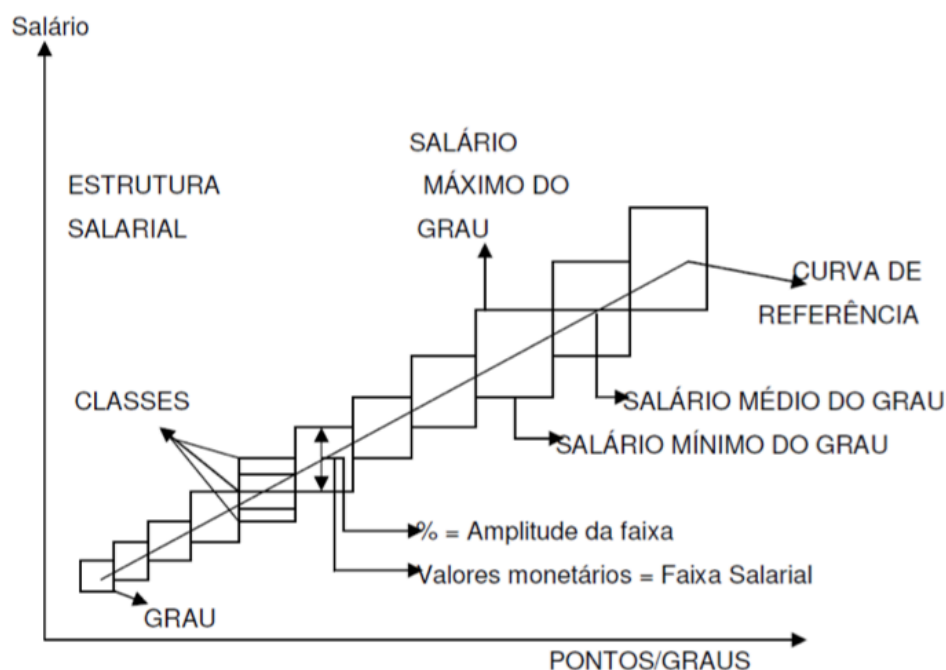 Salário
SALÁRIO
MÁXIMO DO
GRAU
ESTRUTURA
SALARIAL
CURVA DE
REFERÊNCIA
CLASSES
SALÁRIO MÉDIO DO GRAU
SALÁRIO MÍNIMO DO GRAU
% = Amplitude da faixa
Valores monetários = Faixa Salarial
GRAU
PONTOS/GRAUS